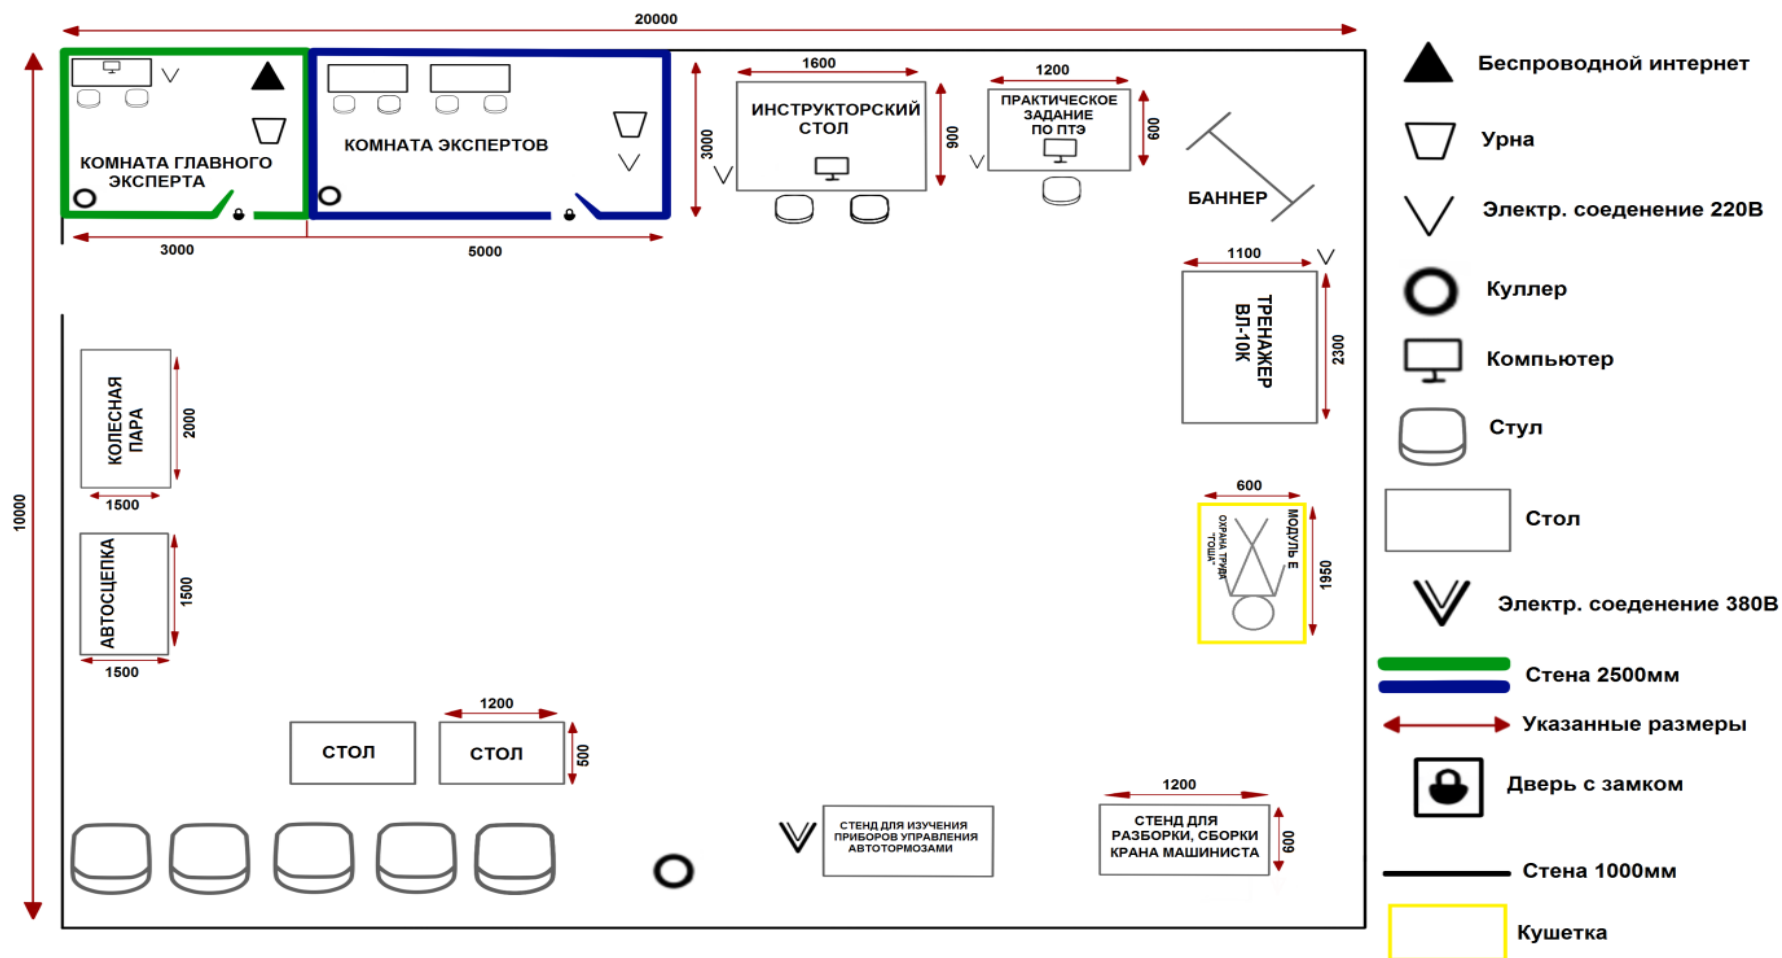 20000
10000
КОМНАТА ГЛАВНОГО
ЭКСПЕРТА
3000
КОМНАТА ЭКСПЕРТОВ
5000
3000
1600
ИНСТРУКТОРСКИЙ
СТОЛ
900
1200
ПРАКТИЧЕСКОЕ
ЗАДАНИЕ
ПО ПТЭ
600
БАННЕР
1100
ТРЕНАЖЕР
ВЛ-10К
2300
КОЛЕСНАЯ
ПАРА
2000
1500
АВТОСЦЕПКА
1500
1500
600
МОДУЛЬ Е
ОХРАНА ТРУДА
"ГОША"
1950
СТОЛ
1200
СТОЛ
500
СТЕНД ДЛЯ ИЗУЧЕНИЯ
ПРИБОРОВ УПРАВЛЕНИЯ
АВТОТОРМОЗАМИ
1200
СТЕНД ДЛЯ
РАЗБОРКИ, СБОРКИ
КРАНА МАШИНИСТА
600
Беспроводной интернет
Урна
Электр. соеденение 220В
Куллер
Компьютер
Стул
Стол
Электр. соеденение 380В
Стена 2500мм
Указанные размеры
Дверь с замком
Стена 1000мм
Кушетка